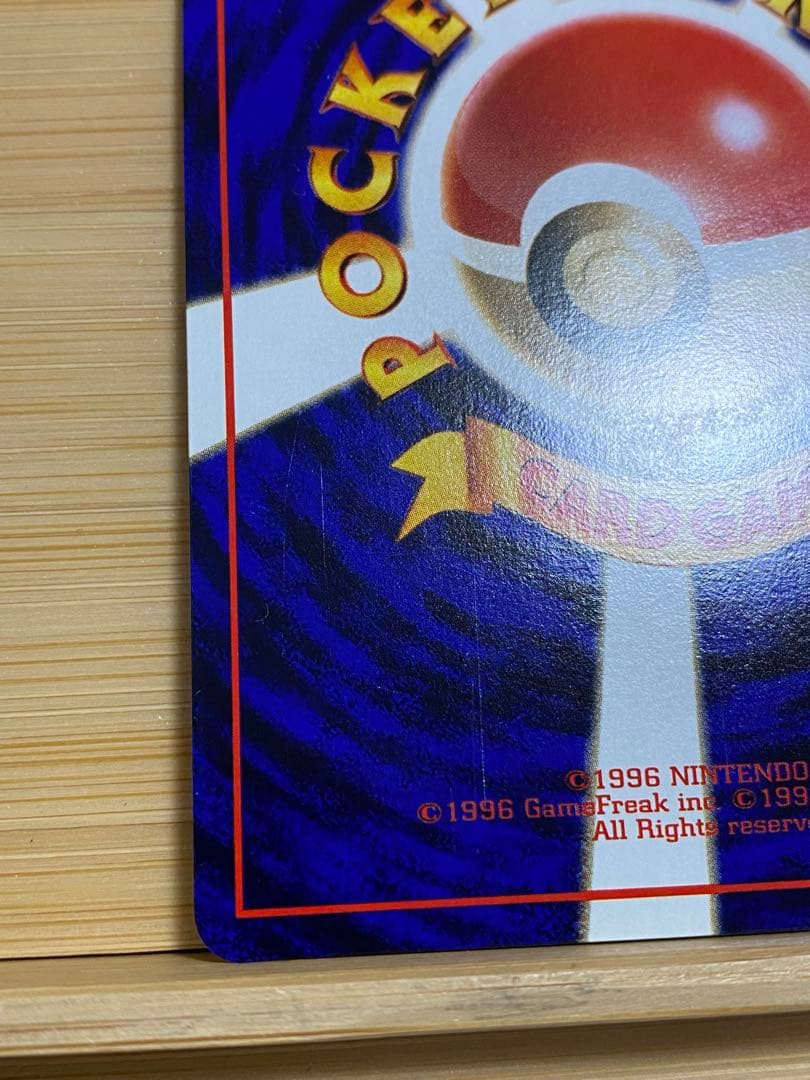 POCKE
CARD GA
©1996 NINTENDO
©1996 GameFreak inc. ©199
All Rights reserv